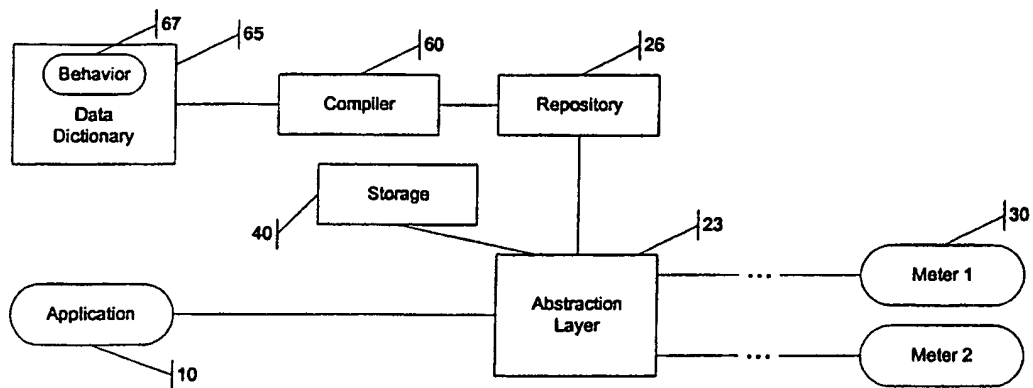 67
65
60
26
Behavior
Data
Dictionary
Compiler
Repository
Storage
40
23
30
Application
Abstraction
Layer
...
Meter 1
...
Meter 2
10